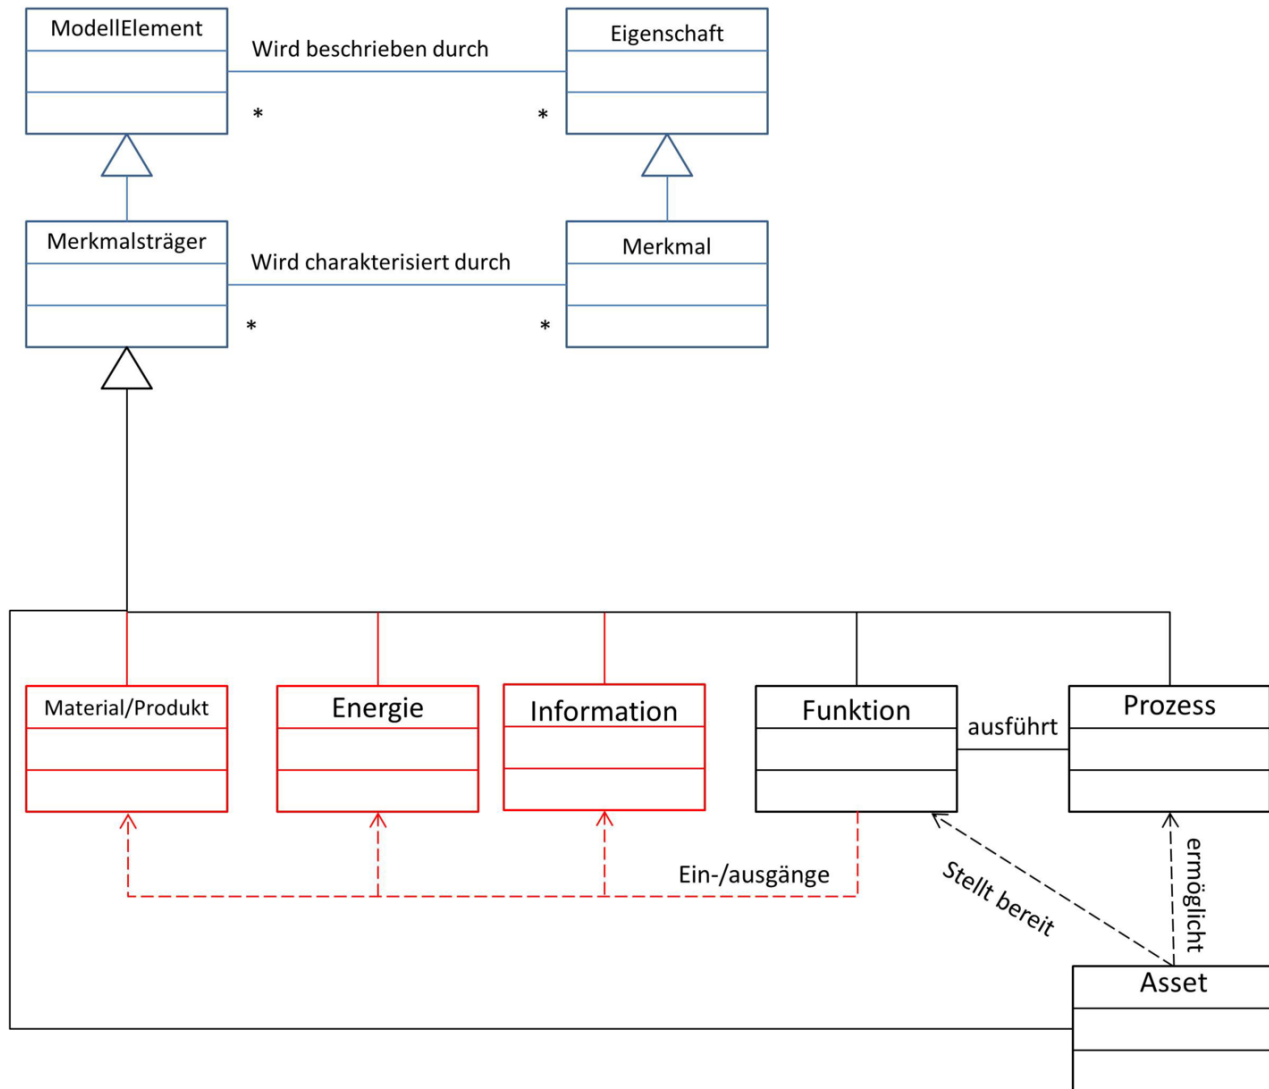 ModellElement
Wird beschrieben durch
Eigenschaft
*
*
Merkmalsträger
Wird charakterisiert durch
Merkmal
*
*
Material/Produkt
Energie
Information
Funktion
ausführt
Prozess
Ein-/ausgänge
Stellt bereit
ermöglicht
Asset